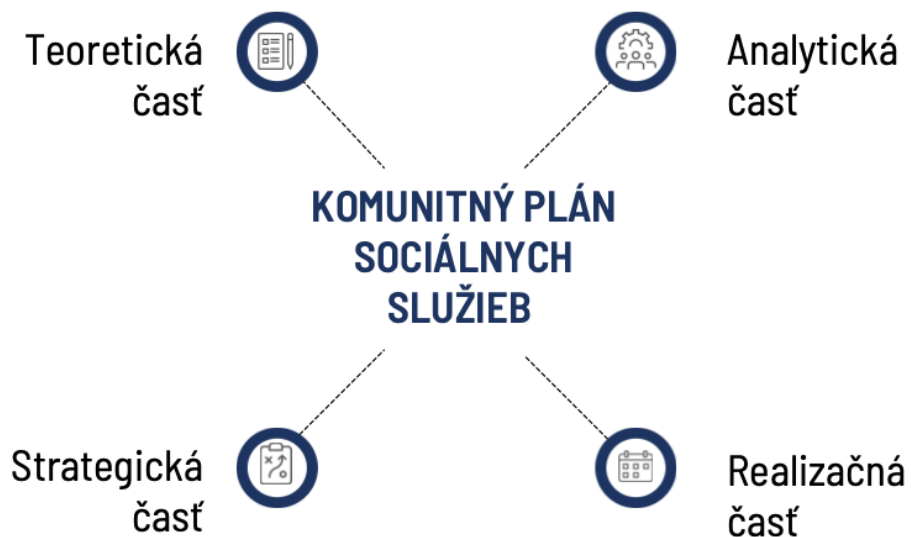 Teoretická
časť
Analytická
časť
KOMUNITNÝ PLÁN
SOCIÁLNYCH
SLUŽIEB
Strategická
časť
Realizačná
časť